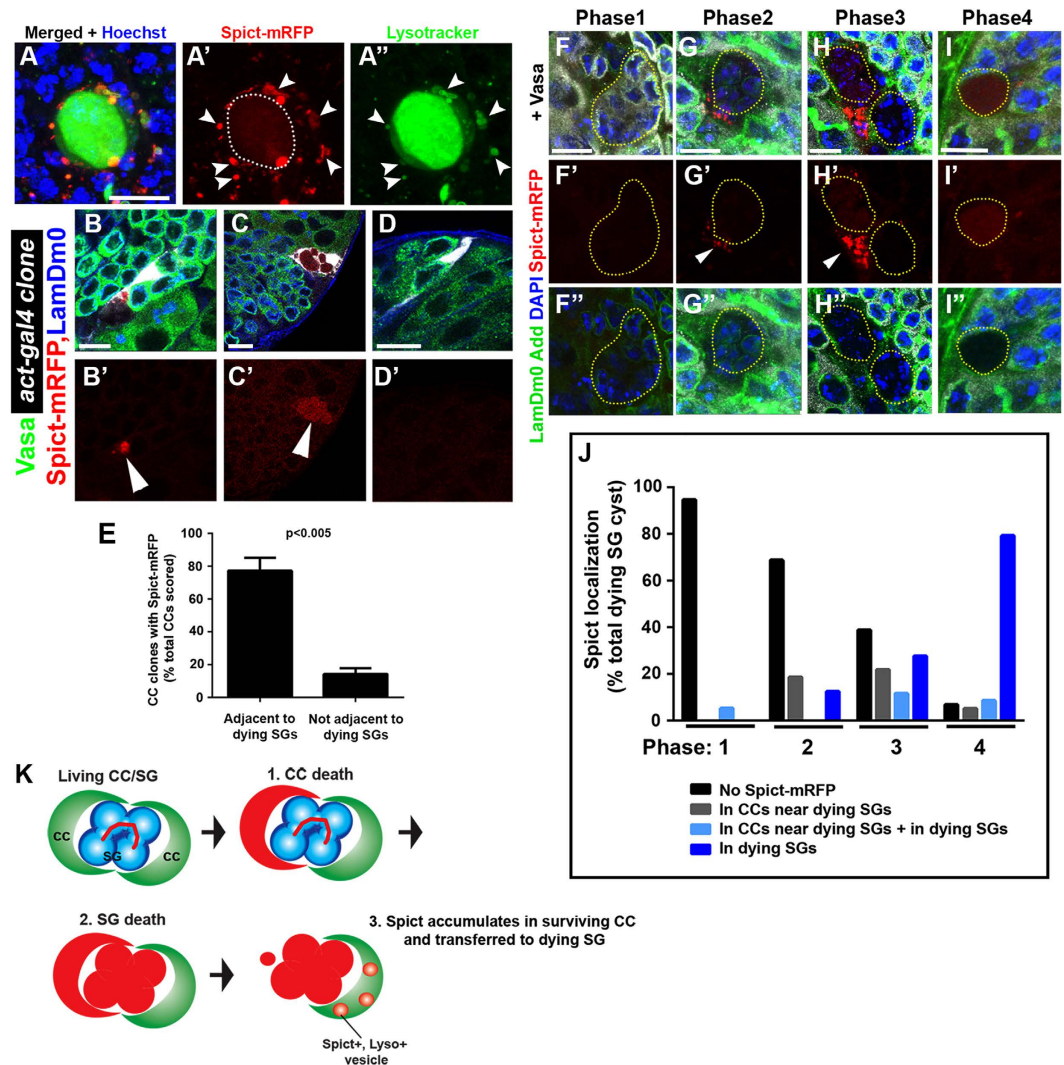 Merged + Hoechst
Spict-mRFP
Lysotracker
A
A'
A"
Vasa act-gal4 clone
Spict-mRFP,LamDm0
B
C
D
B'
C'
D'
E
p<0.005
CC clones with Spict-mRFP
(% total CCs scored)
100
80
60
40
20
0
Adjacent to
dying SGs
Not adjacent to
dying SGs
Phase1
Phase2
Phase3
Phase4
+ Vasa
LamDm0 Add DAPI Spict-mRFP
F
G
H
I
F'
G'
H'
I'
F"
G"
H"
I"
J
Spict localization
(% total dying SG cyst)
100
80
60
40
20
0
Phase: 1
2
3
4
No Spict-mRFP
In CCs near dying SGs
In CCs near dying SGs + in dying SGs
In dying SGs
K
Living CC/SG
CC
SG
CC
1. CC death
2. SG death
3. Spict accumulates in surviving CC
and transferred to dying SG
Spict+, Lyso+
vesicle